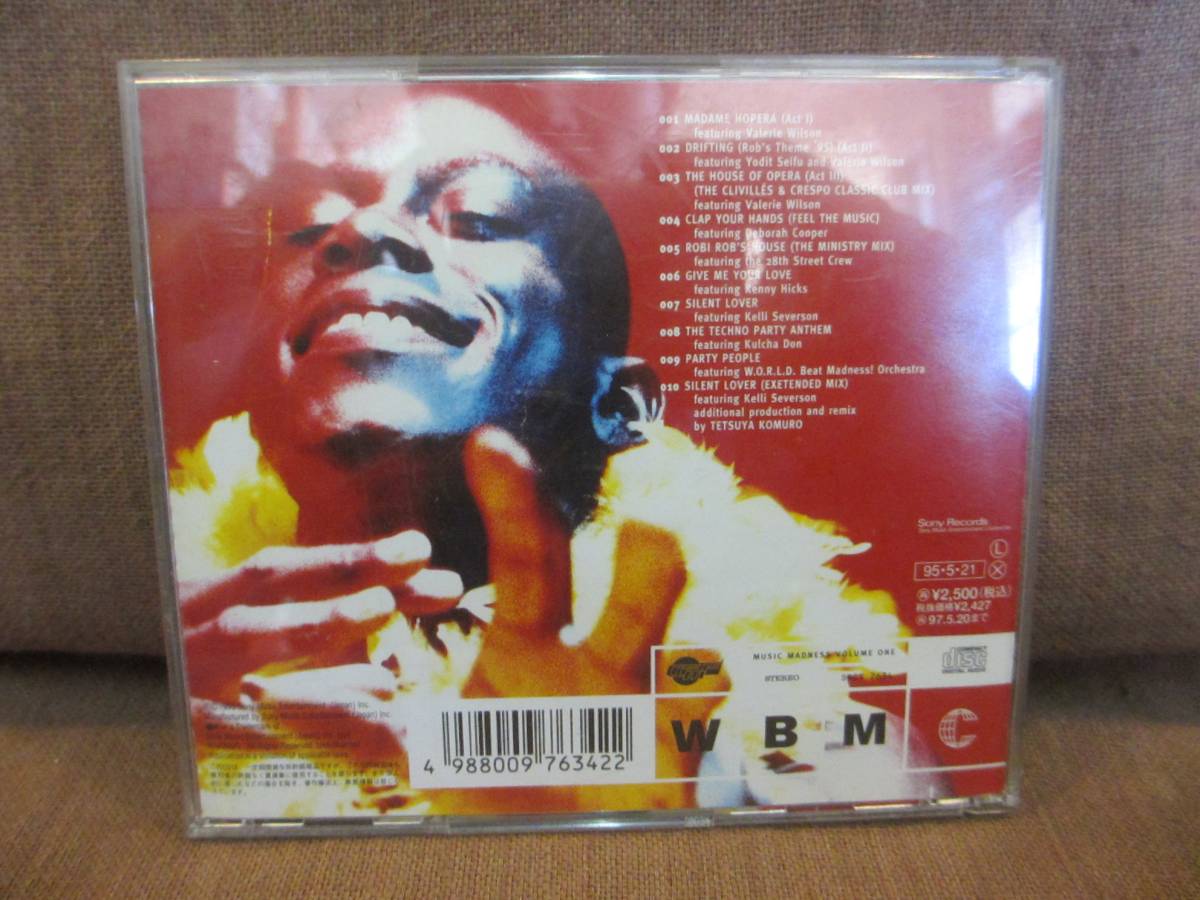 001 MADAME HOPERA (Act I)
featuring Valerie Wilson
002 DRIFTING (Rob's Theme '95) (Act II)
featuring Yodit Seifu and Valerie Wilson
003 THE HOUSE OF OPERA (Act III)
(THE CLIVILLÉS & CRESPO CLASSIC CLUB MIX)
featuring Valerie Wilson
004 CLAP YOUR HANDS (FEEL THE MUSIC)
featuring Deborah Cooper
005 ROBI ROB'S HOUSE (THE MINISTRY MIX)
featuring the 28th Street Crew
006 GIVE ME YOUR LOVE
featuring Kenny Hicks
007 SILENT LOVER
featuring Kelli Severson
008 THE TECHNO PARTY ANTHEM
featuring Kulcha Don
009 PARTY PEOPLE
featuring W.O.R.L.D. Beat Madness! Orchestra
010 SILENT LOVER (EXETENDED MIX)
featuring Kelli Severson
additional production and remix
by TETSUYA KOMURO
Sony Records
L
95・5・21 X
¥2,500(税込)
税抜価格¥2,427
97.5.20まで
MUSIC MADNESS VOLUME ONE
STEREO
COMPACT disc DIGITAL AUDIO
W B M
4 988009 763422